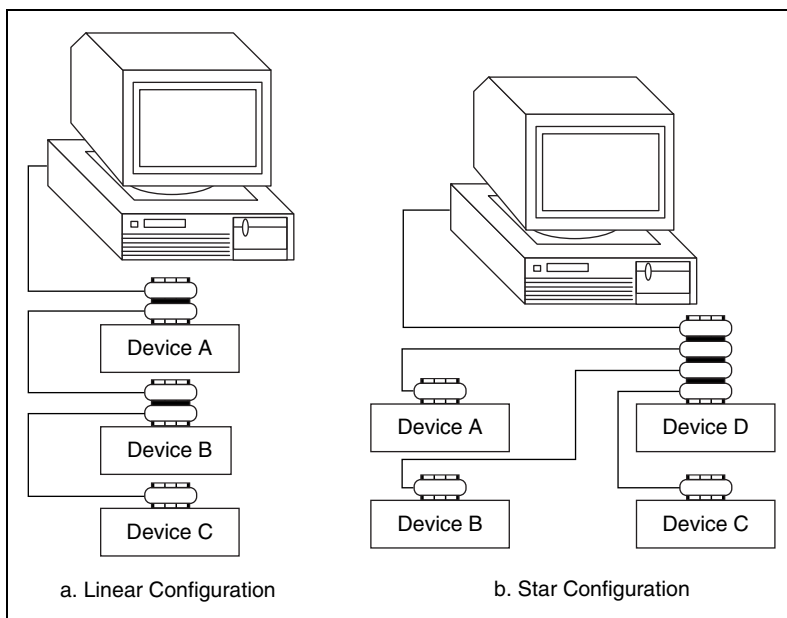 Device A
Device B
Device C
a. Linear Configuration
Device A
Device D
Device B
Device C
b. Star Configuration